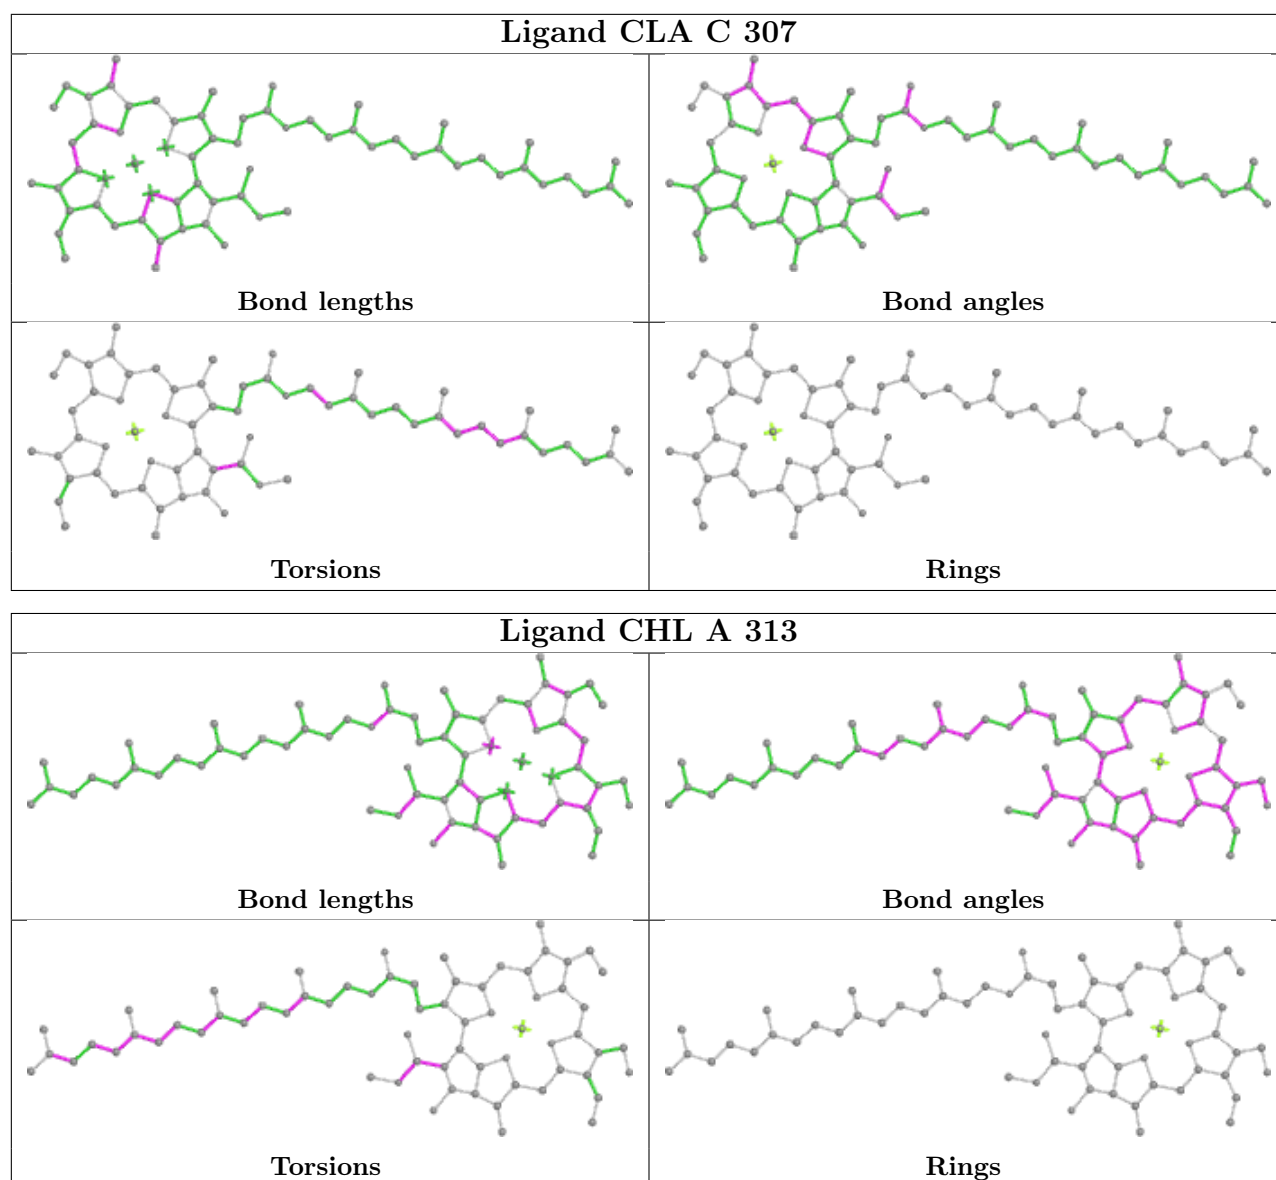 Ligand CLA C 307
Bond lengths
Bond angles
Torsions
Rings
Ligand CHL A 313
Bond lengths
Bond angles
Torsions
Rings